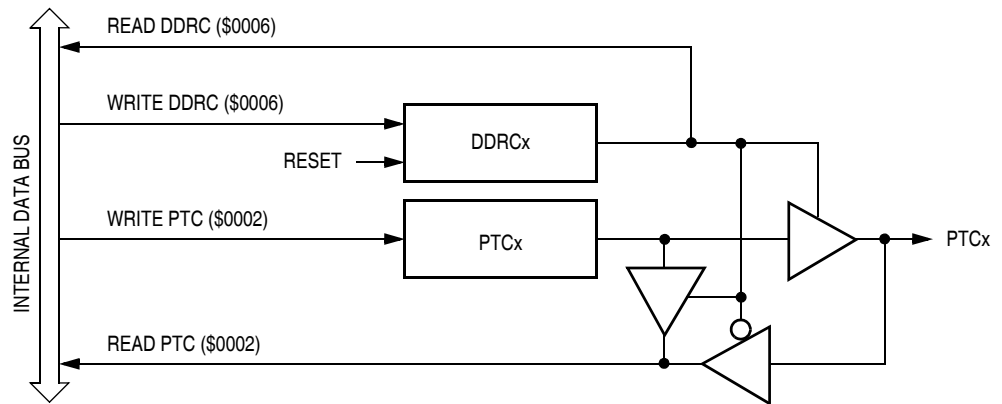 READ DDRC ($0006)
WRITE DDRC ($0006)
DDRCx
RESET
WRITE PTC ($0002)
PTCx
PTCx
READ PTC ($0002)
INTERNAL DATA BUS